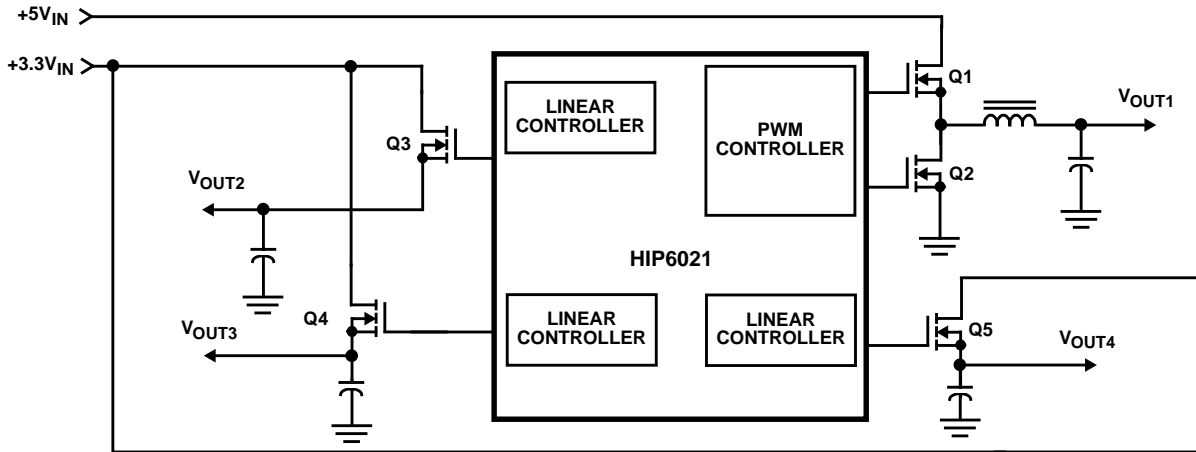 +5VIN
+3.3VIN
LINEAR
CONTROLLER
PWM
CONTROLLER
Q1
VOUT1
Q3
Q2
VOUT2
HIP6021
Q4
LINEAR
CONTROLLER
LINEAR
CONTROLLER
Q5
VOUT3
VOUT4